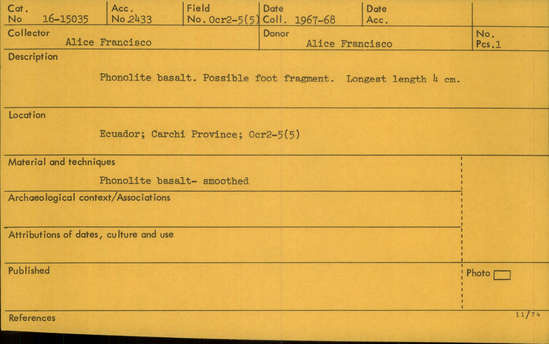 Cat. No 16-15035 Acc. No.2433 Field No. Ocr2-5(5) Date Coll. 1967-68 Date Acc.
Collector Alice Francisco Donor Alice Francisco No. Pcs.1
Description
Phonolite basalt. Possible foot fragment. Longest length 4 cm.
Location
Ecuador; Carchi Province; Ocr2-5(5)
Material and techniques
Phonolite basalt- smoothed
Archaeological context/Associations
Attributions of dates, culture and use
Published Photo
References 11/74